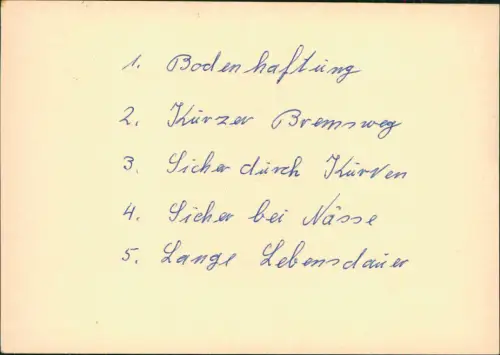 1. Bodenhaftung
2. Kurzer Bremsweg
3. Sicher durch Kurven
4. Sicher bei Nässe
5. Lange Lebensdauer